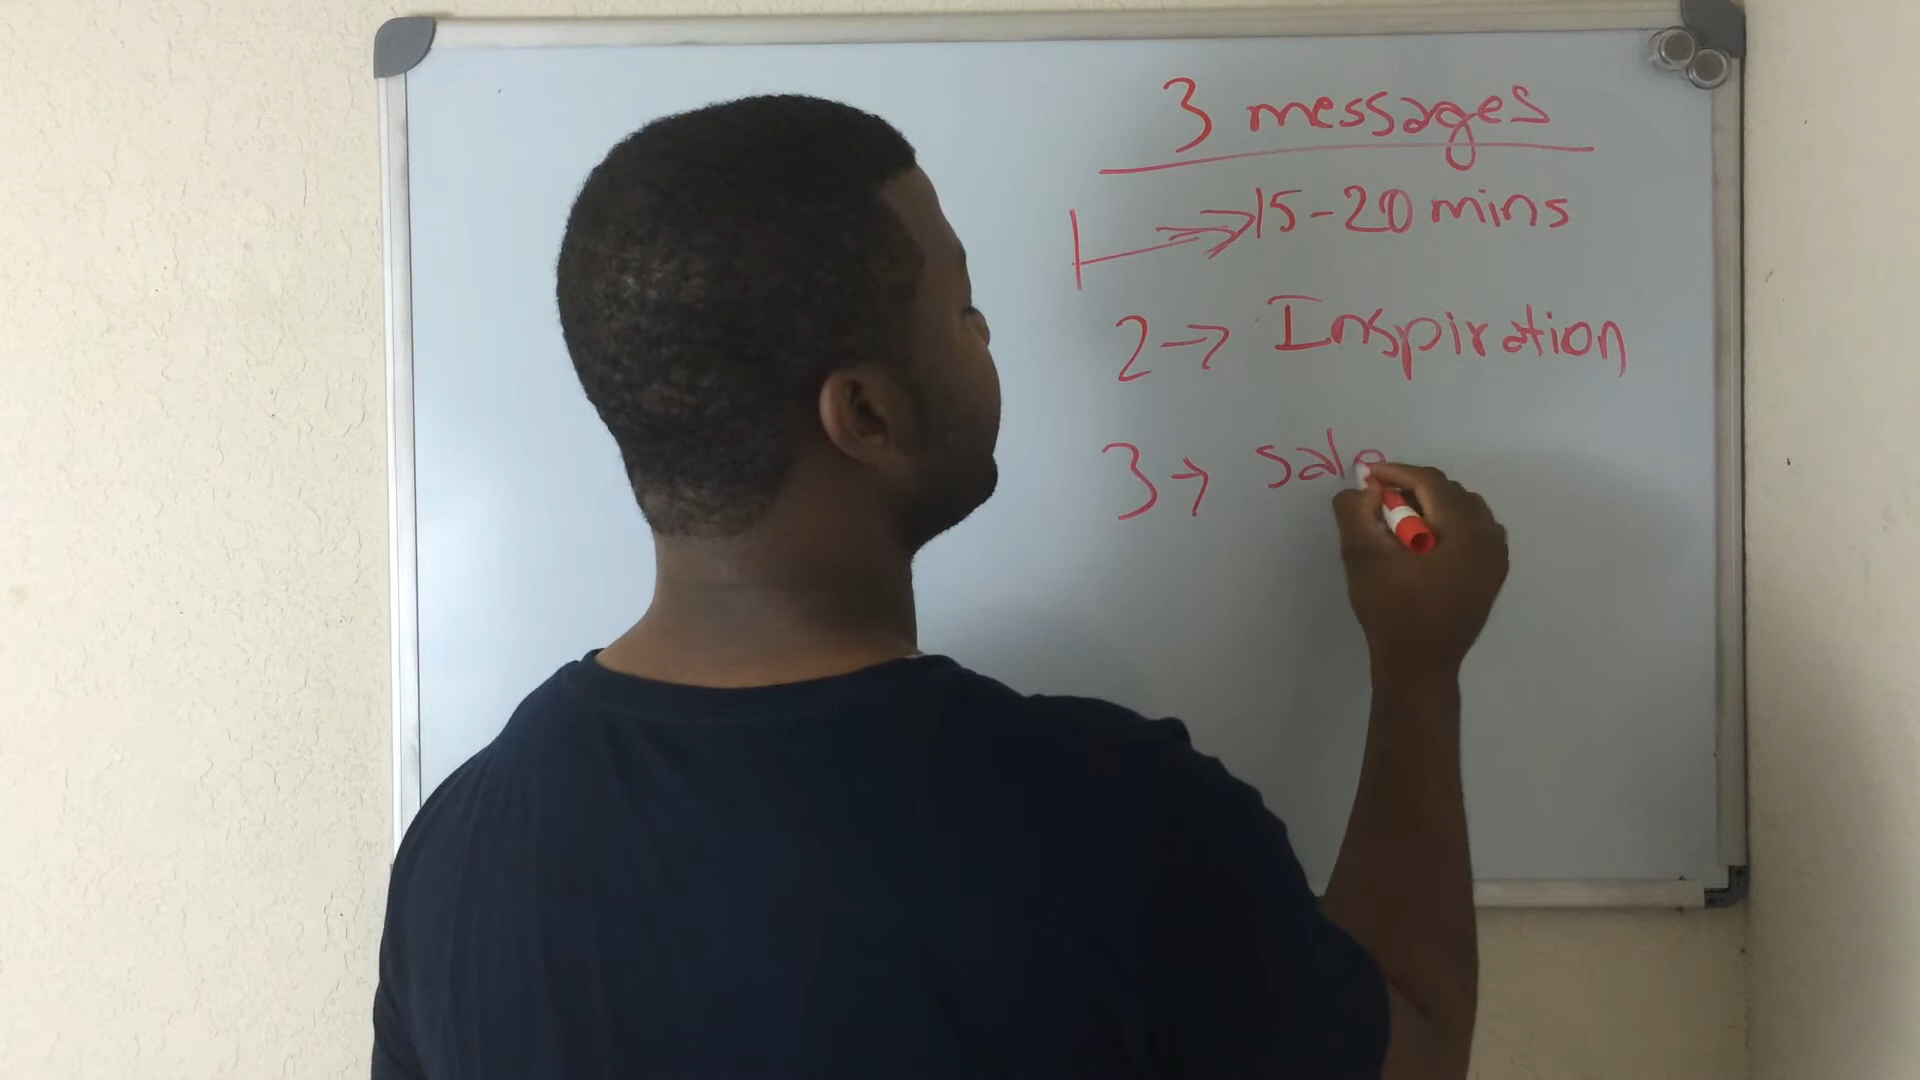 3 messages
1 → 15-20 mins
2 → Inspiration
3 → sale